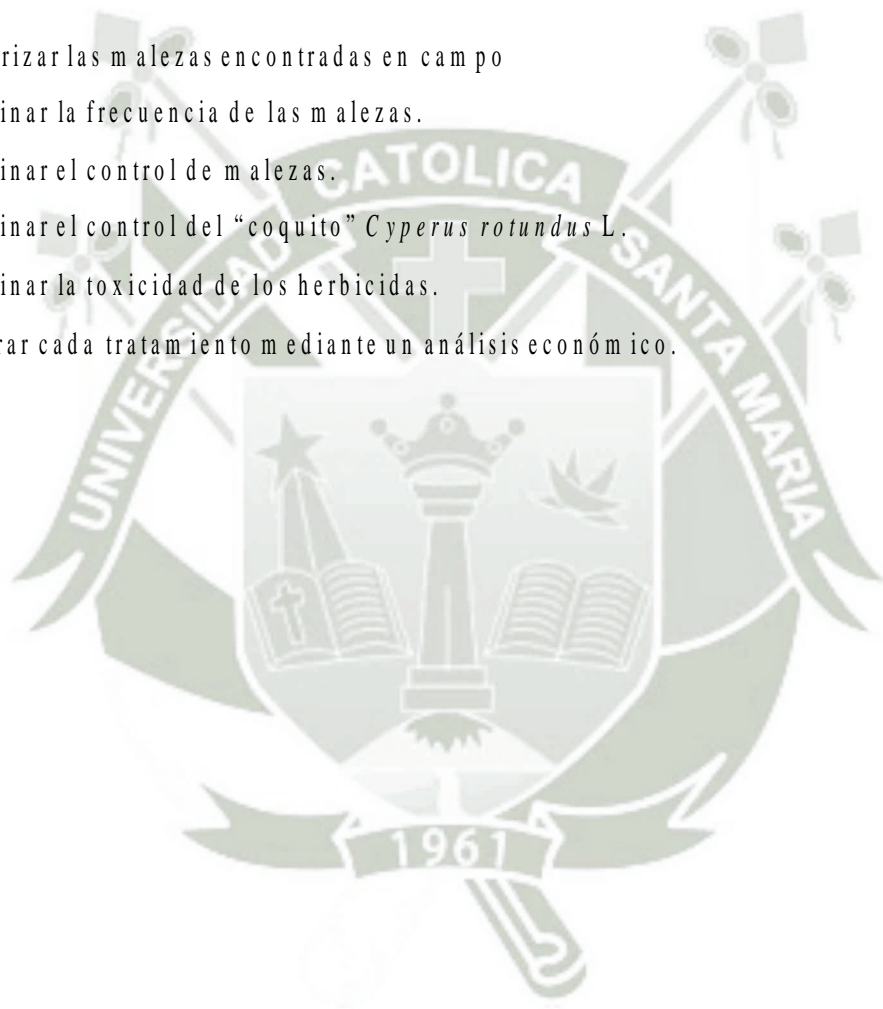 rizar las malezas encontradas en campo
inar la frecuencia de las malezas.
inar el control de malezas.
inar el control del “coquito” Cyperus rotundus L.
inar la toxicidad de los herbicidas.
rar cada tratamiento mediante un análisis económico.
UNIVERSIDAD CATOLICA SANTA MARIA
1961